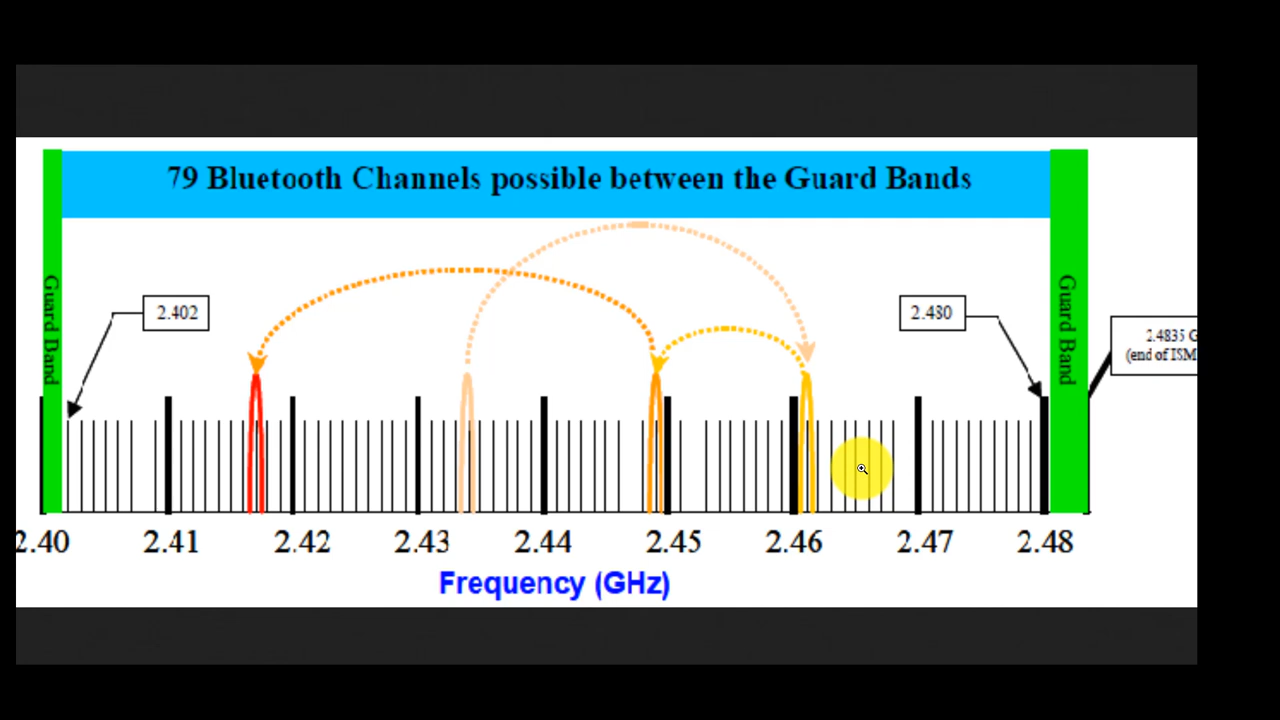 79 Bluetooth Channels possible between the Guard Bands
Guard Band
2.402
2.480
Guard Band
2.4835 G
(end of ISM
2.40 2.41 2.42 2.43 2.44 2.45 2.46 2.47 2.48
Frequency (GHz)